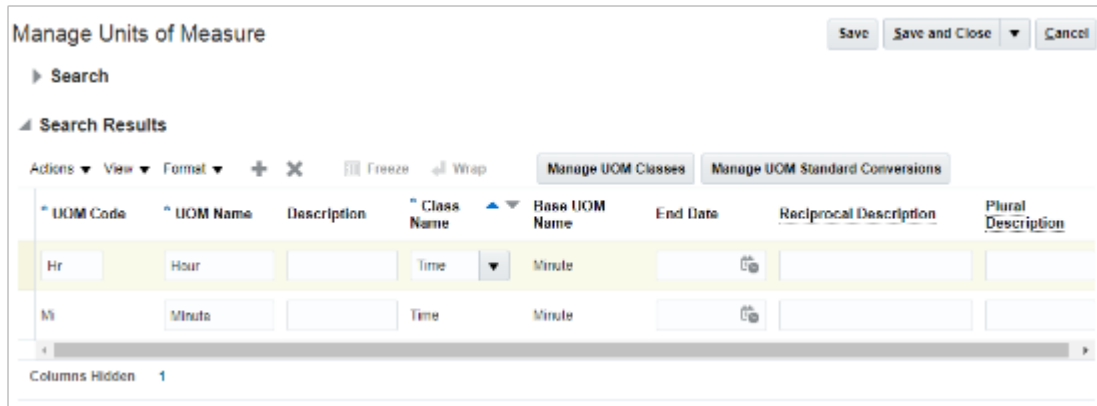 Manage Units of Measure
Save Save and Close Cancel
Search
Search Results
Actions View Format Freeze Wrap Manage UOM Classes Manage UOM Standard Conversions
* UOM Code * UOM Name Description * Class Name Base UOM Name End Date Reciprocal Description Plural Description
Hr Hour Time Minute
Mi Minute Time Minute
Columns Hidden 1